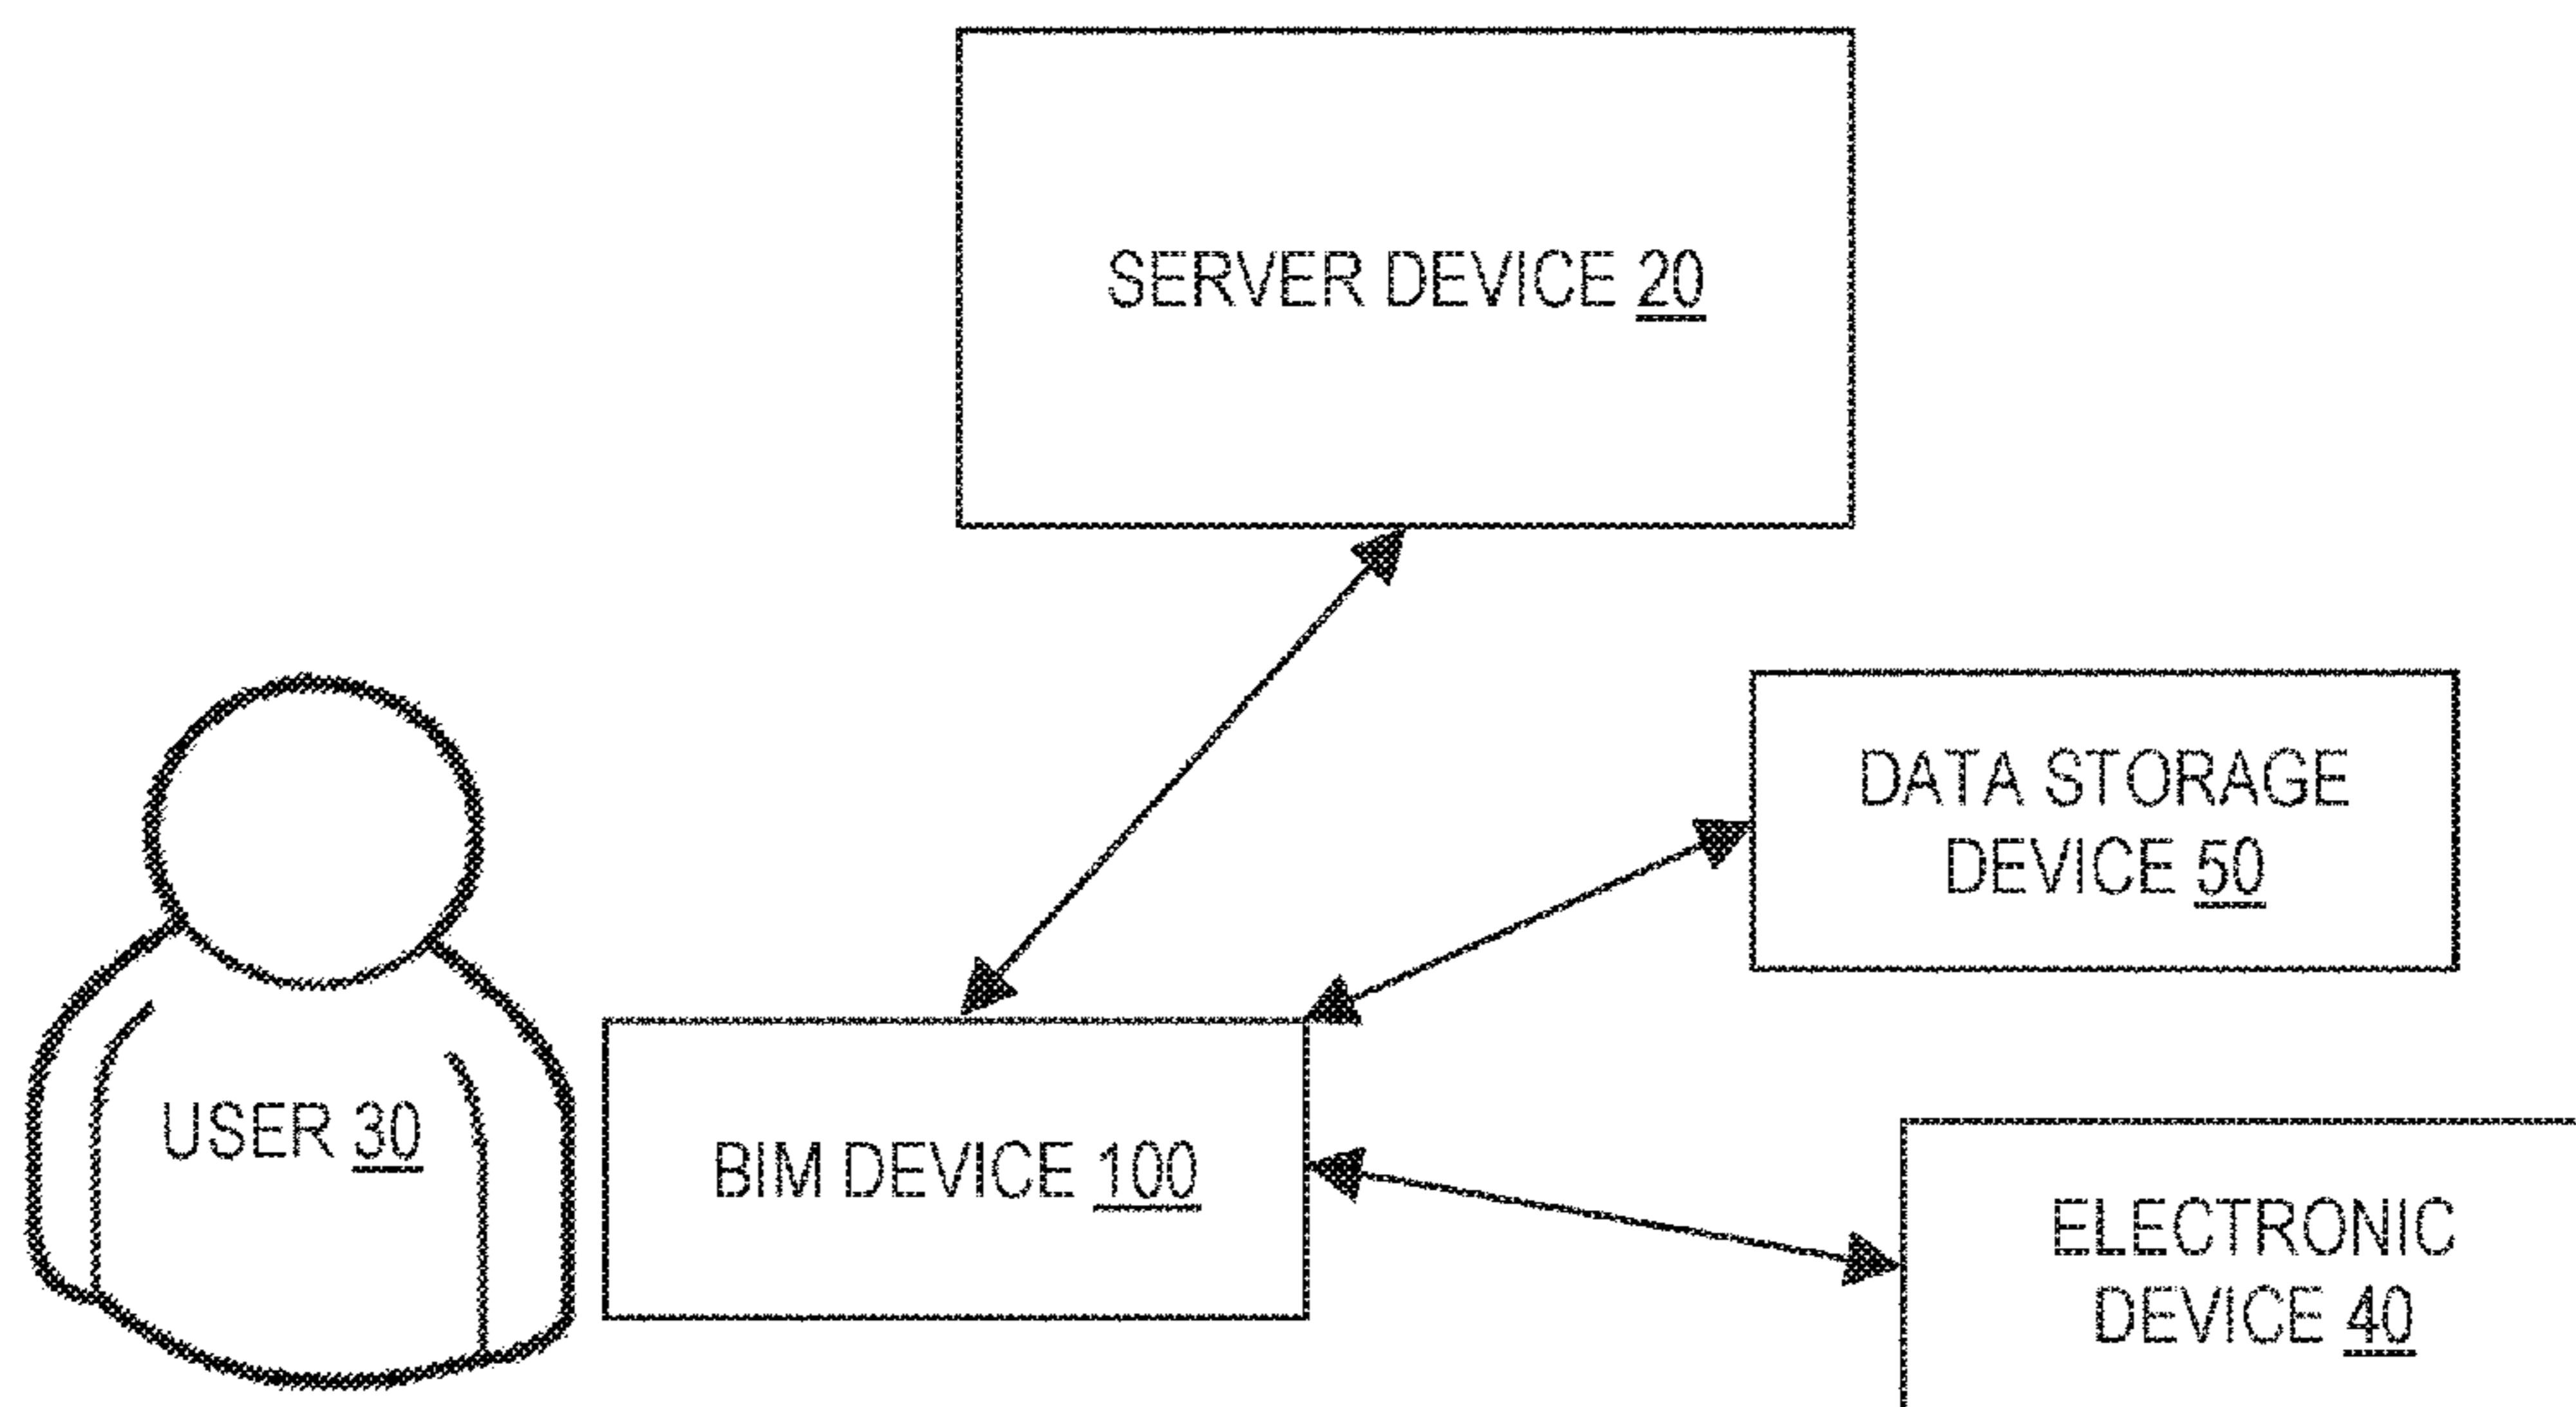 SERVER DEVICE 20
DATA STORAGE
DEVICE 50
USER 30
BIM DEVICE 100
ELECTRONIC
DEVICE 40